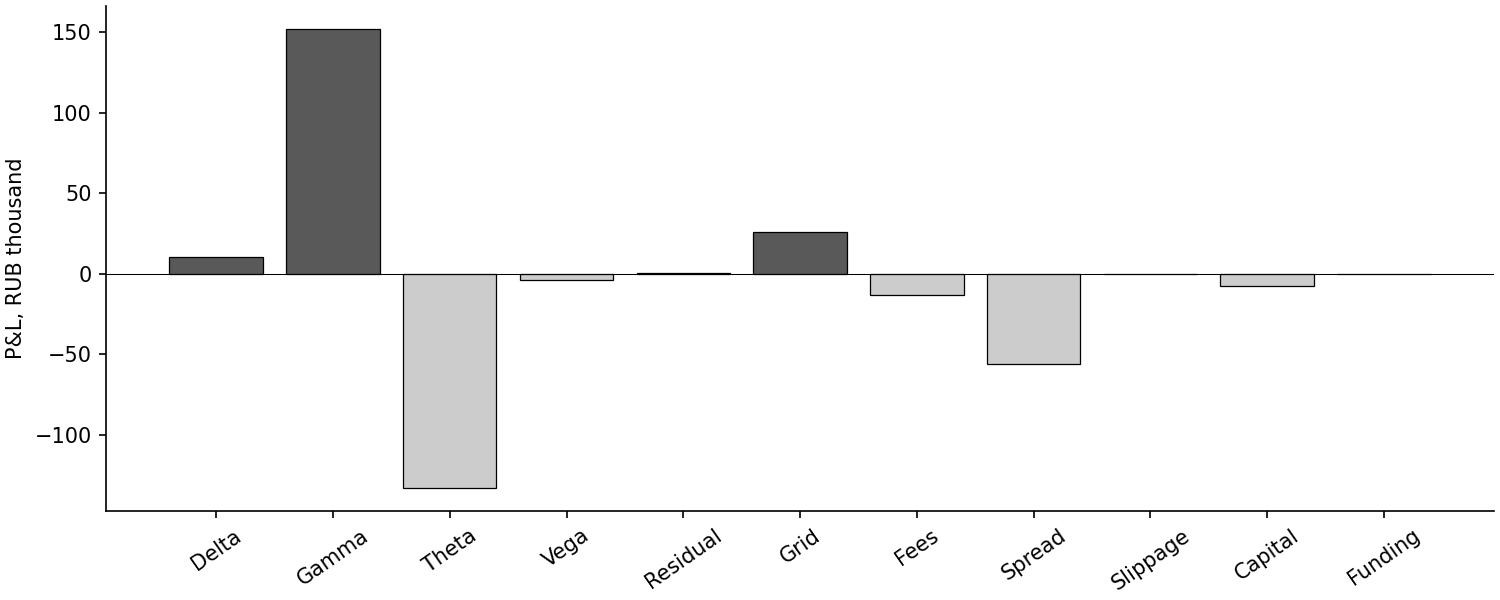 P&L, RUB thousand
150
100
50
0
−50
−100
Delta
Gamma
Theta
Vega
Residual
Grid
Fees
Spread
Slippage
Capital
Funding